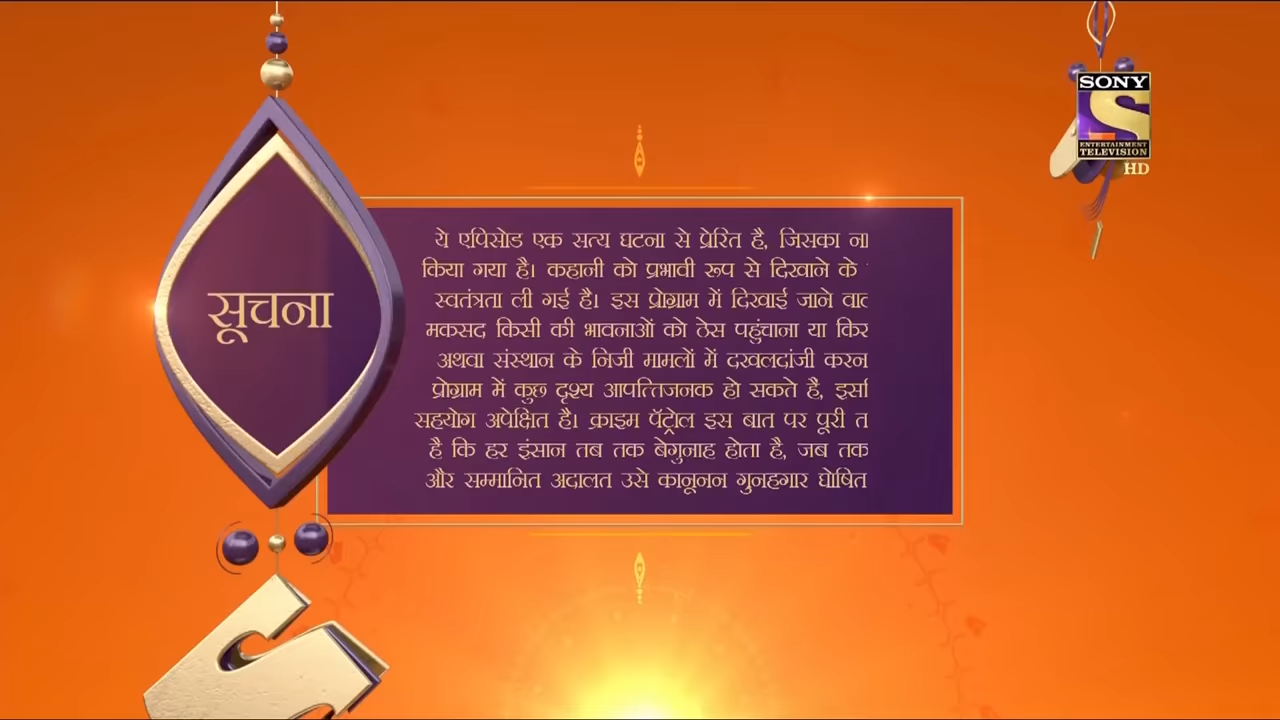 SONY
ENTERTAINMENT
TELEVISION
HD
सूचना
ये एपिसोड एक सत्य घटना से प्रेरित है, जिसका
किया गया है। कहानी को प्रभावी रूप से दिखाने के
स्वतंत्रता ली गई है। इस प्रोग्राम में दिखाई जाने
मकसद किसी की भावनाओं को ठेस पहुंचाना या
अथवा संस्थान के निजी मामलों में दखलदांजी
प्रोग्राम में कुछ दृश्य आपत्तिजनक हो सकते है,
सहयोग अपेक्षित है। क्राइम पॅट्रोल इस बात पर पूरी
है कि हर इंसान तब तक बेगुनाह होता है, जब तक
और सम्मानित अदालत उसे कानूनन गुनहगार घोषित